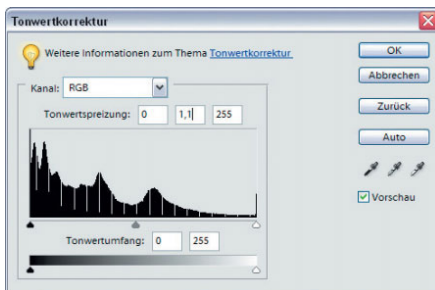 Tonwertkorrektur
Weitere Informationen zum Thema Tonwertkorrektur
OK
Abbrechen
Zurück
Auto
Vorschau
Kanal: RGB
Tonwertspreizung: 0 1,1 255
Tonwertumfang: 0 255